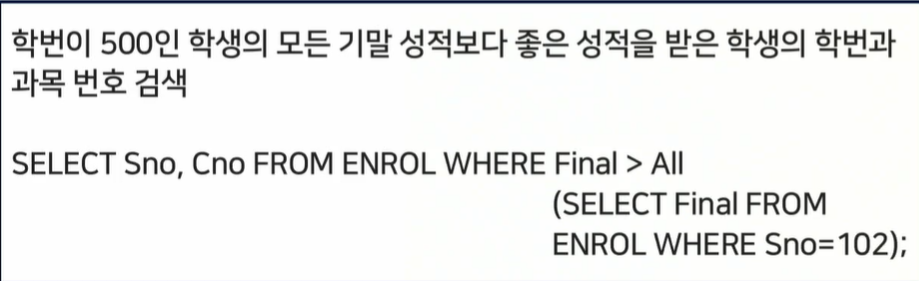 학번이 500인 학생의 모든 기말 성적보다 좋은 성적을 받은 학생의 학번과
과목 번호 검색
SELECT Sno, Cno FROM ENROL WHERE Final > All
(SELECT Final FROM
ENROL WHERE Sno=102);